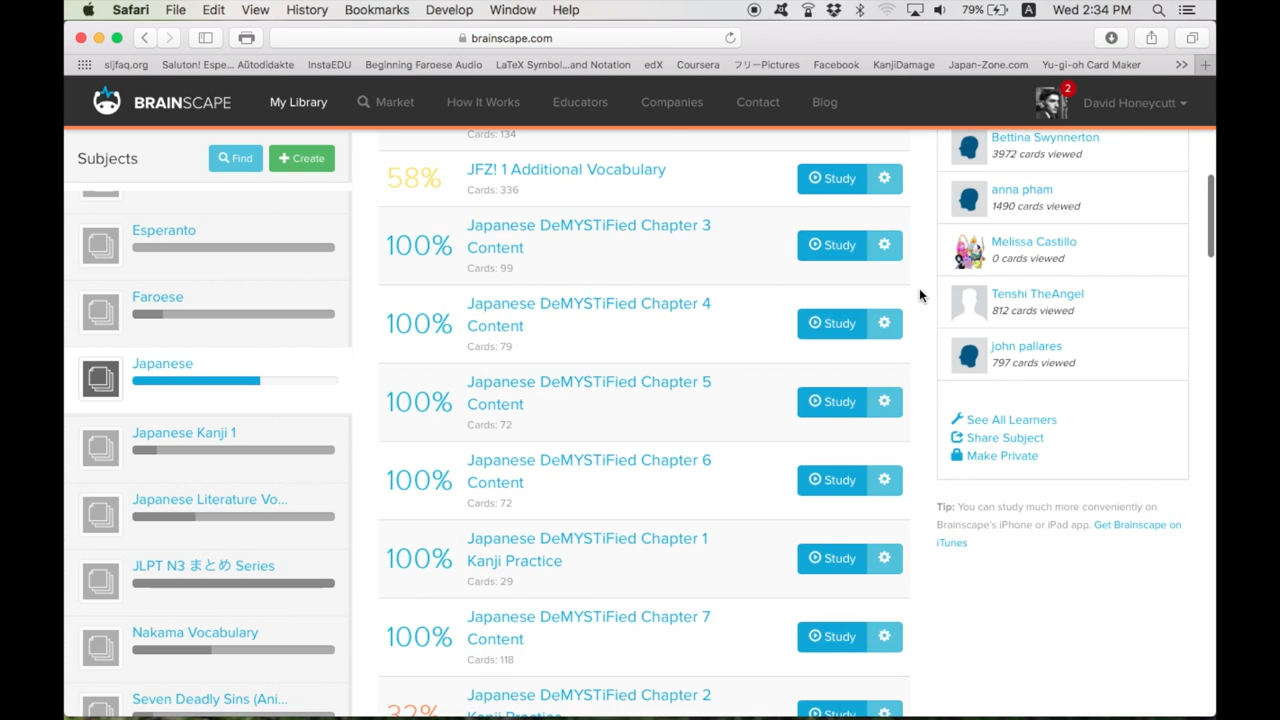 Safari File Edit View History Bookmarks Develop Window Help 79% A Wed 2:34 PM
brainscape.com
sljfaq.org Saluton! Espe... Aŭtodidakte InstaEDU Beginning Faroese Audio LaTeX Symbol...and Notation edX Coursera フリーPictures Facebook KanjiDamage Japan-Zone.com Yu-gi-oh Card Maker >> +
BRAINSCAPE My Library Market How It Works Educators Companies Contact Blog 2 David Honeycutt
Subjects Find Create
Esperanto
Faroese
Japanese
Japanese Kanji 1
Japanese Literature Vo...
JLPT N3 まとめ Series
Nakama Vocabulary
Seven Deadly Sins (Ani...
Cards: 134
58% JFZ! 1 Additional Vocabulary
Cards: 336
Study
100% Japanese DeMYSTiFied Chapter 3
Content
Cards: 99
Study
100% Japanese DeMYSTiFied Chapter 4
Content
Cards: 79
Study
100% Japanese DeMYSTiFied Chapter 5
Content
Cards: 72
Study
100% Japanese DeMYSTiFied Chapter 6
Content
Cards: 72
Study
100% Japanese DeMYSTiFied Chapter 1
Kanji Practice
Cards: 29
Study
100% Japanese DeMYSTiFied Chapter 7
Content
Cards: 118
Study
32% Japanese DeMYSTiFied Chapter 2
Kanji Practice
Study
Bettina Swynnerton
3972 cards viewed
anna pham
1490 cards viewed
Melissa Castillo
0 cards viewed
Tenshi TheAngel
812 cards viewed
john pallares
797 cards viewed
See All Learners
Share Subject
Make Private
Tip: You can study much more conveniently on
Brainscape's iPhone or iPad app. Get Brainscape on
iTunes